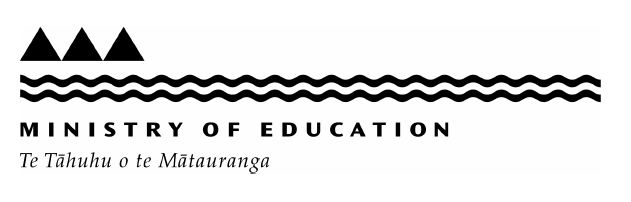 MINISTRY OF EDUCATION
Te Tāhuhu o te Mātauranga